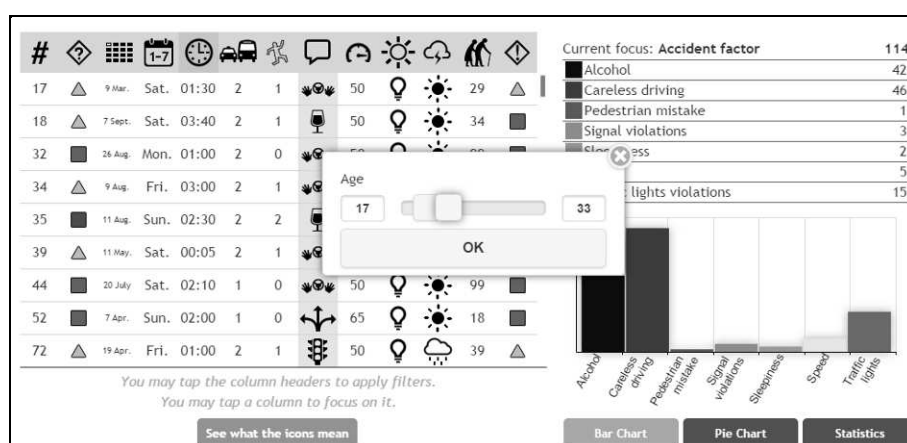 # 1-7
17 9 Mar. Sat. 01:30 2 1 50 29
18 7 Sept. Sat. 03:40 2 1 50 34
32 26 Aug. Mon. 01:00 2 0
34 9 Aug. Fri. 03:00 2 1
35 11 Aug. Sun. 02:30 2 2
39 11 May. Sat. 00:05 2 1
44 20 July Sat. 02:10 1 0 50 99
52 7 Apr. Sun. 02:00 1 0 65 18
72 19 Apr. Fri. 01:00 2 1 50 39
You may tap the column headers to apply filters.
You may tap a column to focus on it.
See what the icons mean
Age
17 33
OK
Current focus: Accident factor 114
Alcohol 42
Careless driving 46
Pedestrian mistake 1
Signal violations 3
2
5
lights violations 15
Alcohol
Careless driving
Pedestrian mistake
Signal violations
Sleepiness
Speed
Traffic lights
Bar Chart Pie Chart Statistics